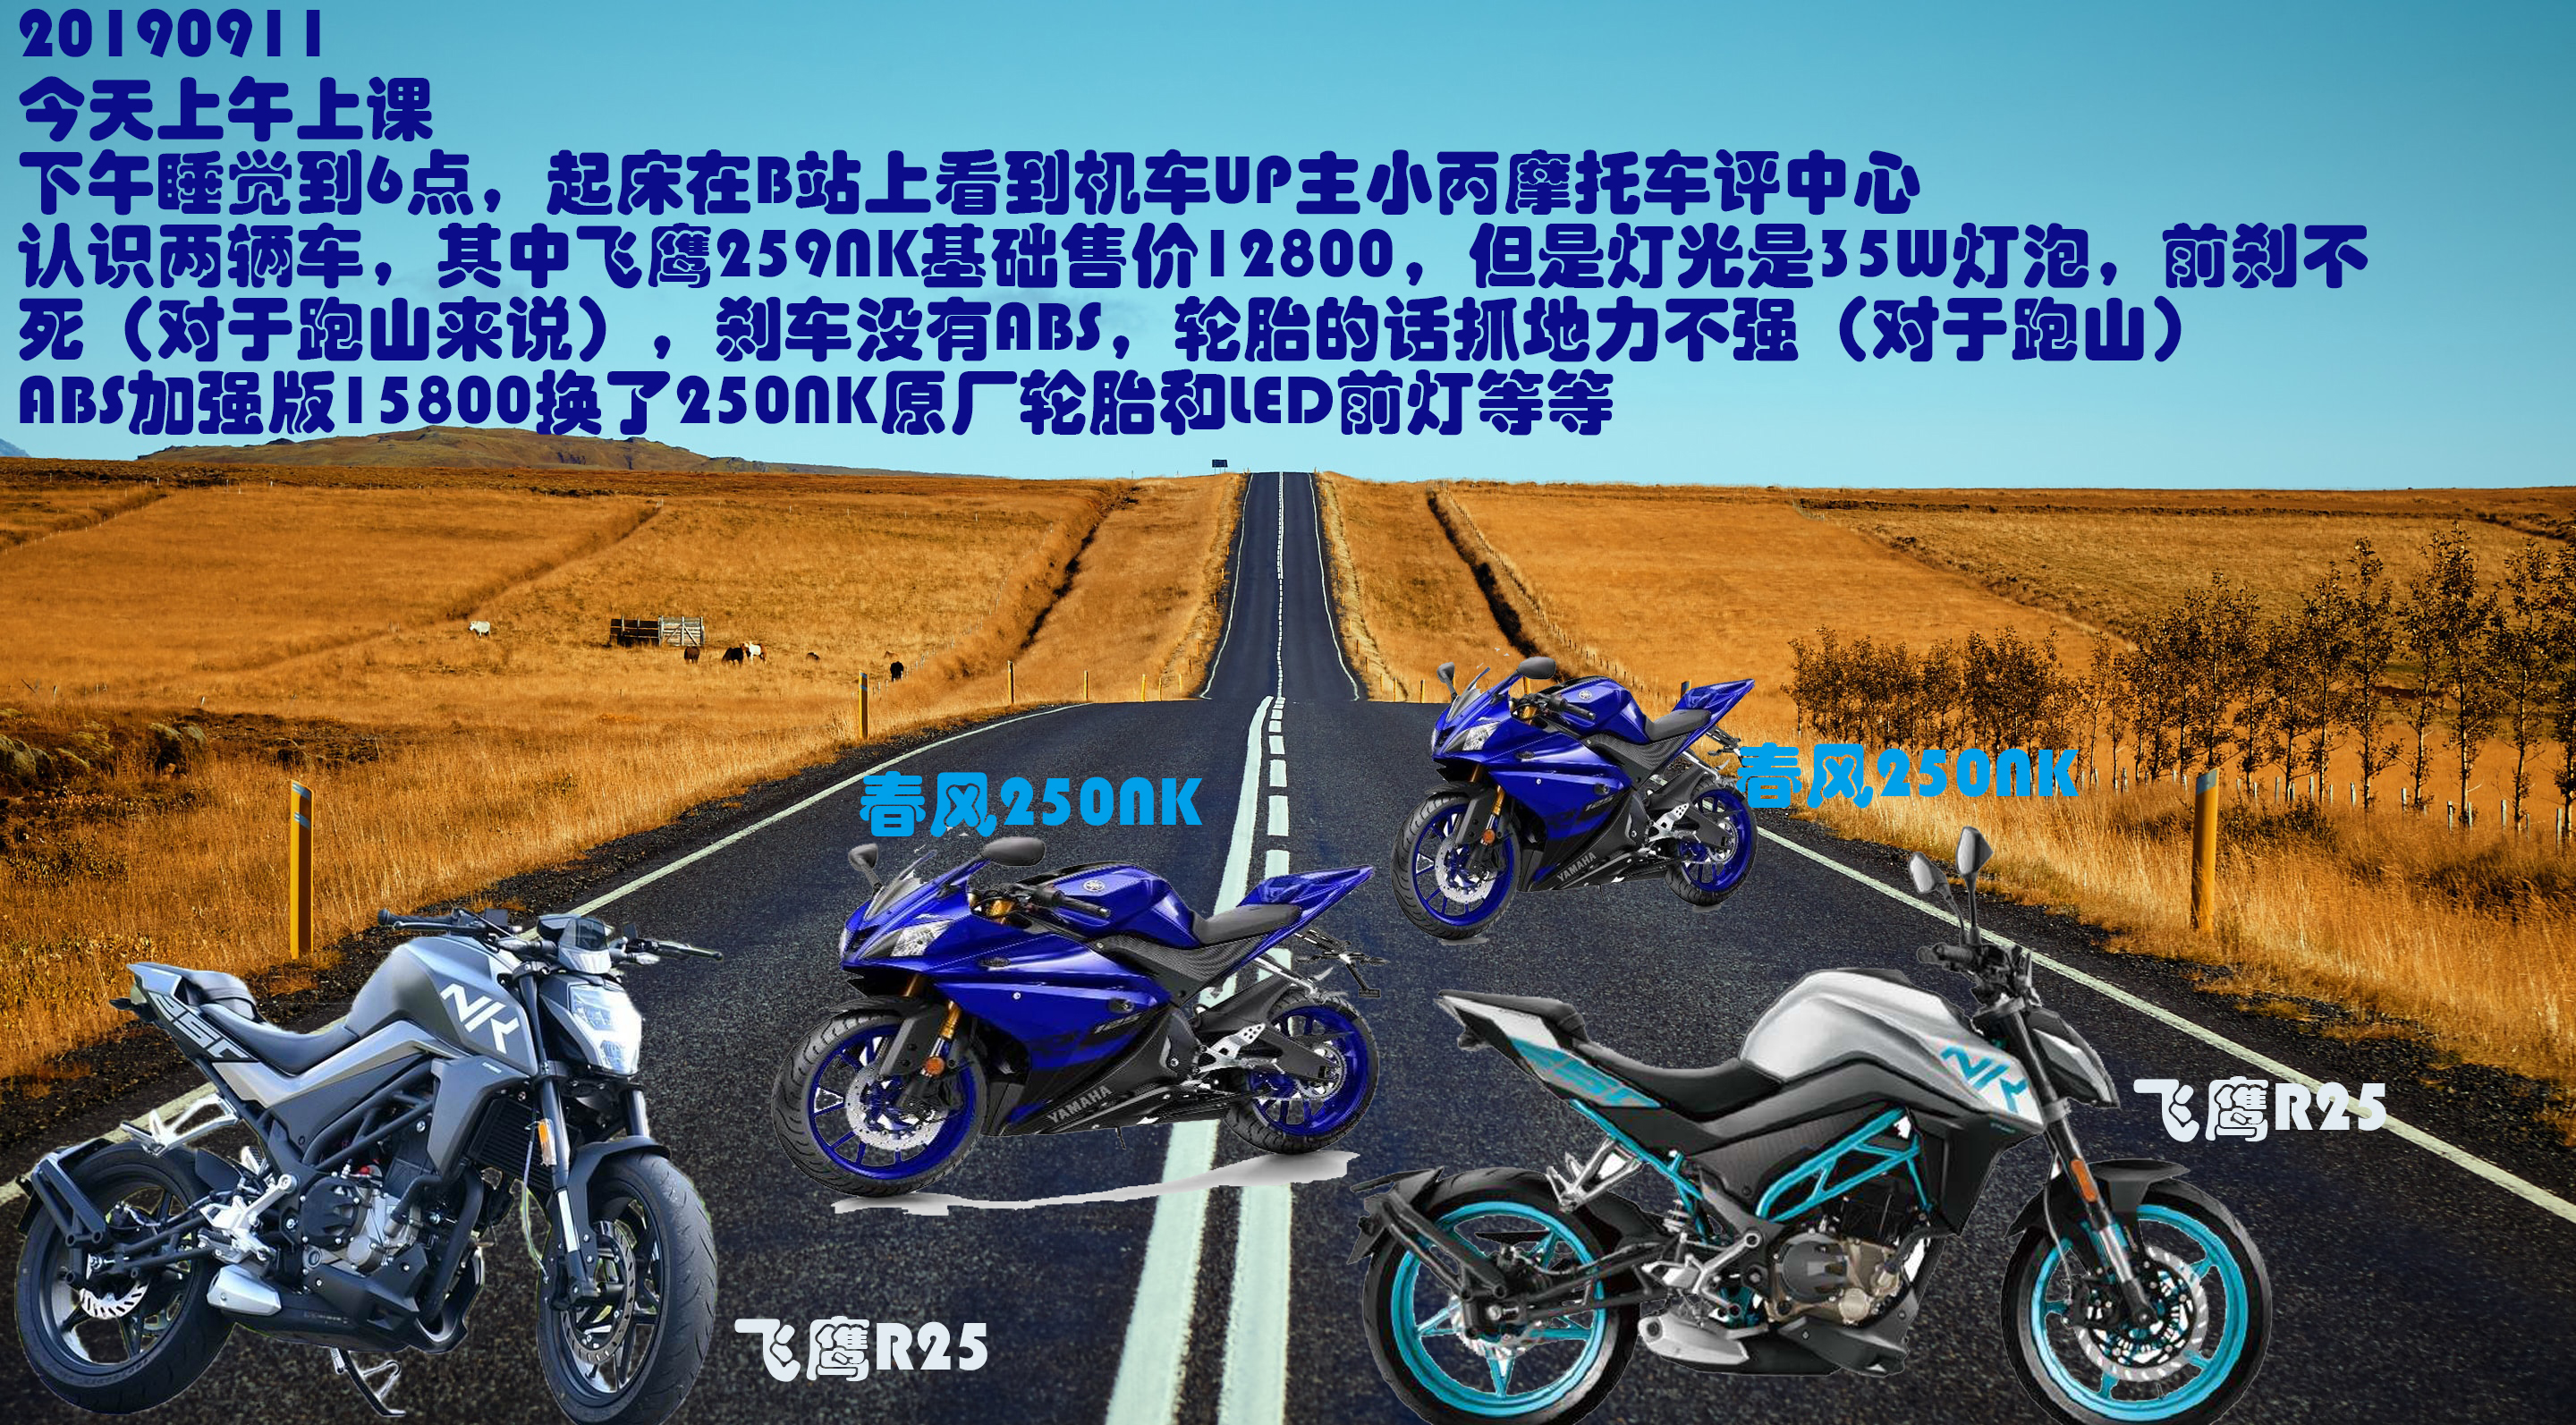 20190911
今天上午上课
下午睡觉到6点，起床在B站上看到机车UP主小丙摩托车评中心
认识两辆车，其中飞鹰259NK基础售价12800，但是灯光是35W灯泡，前刹不
死（对于跑山来说），刹车没有ABS，轮胎的话抓地力不强（对于跑山）
ABS加强版15800换了250NK原厂轮胎和LED前灯等等
春风250NK
春风250NK
YAMAHA
YAMAHA
NK
250
NK
250
飞鹰R25
飞鹰R25